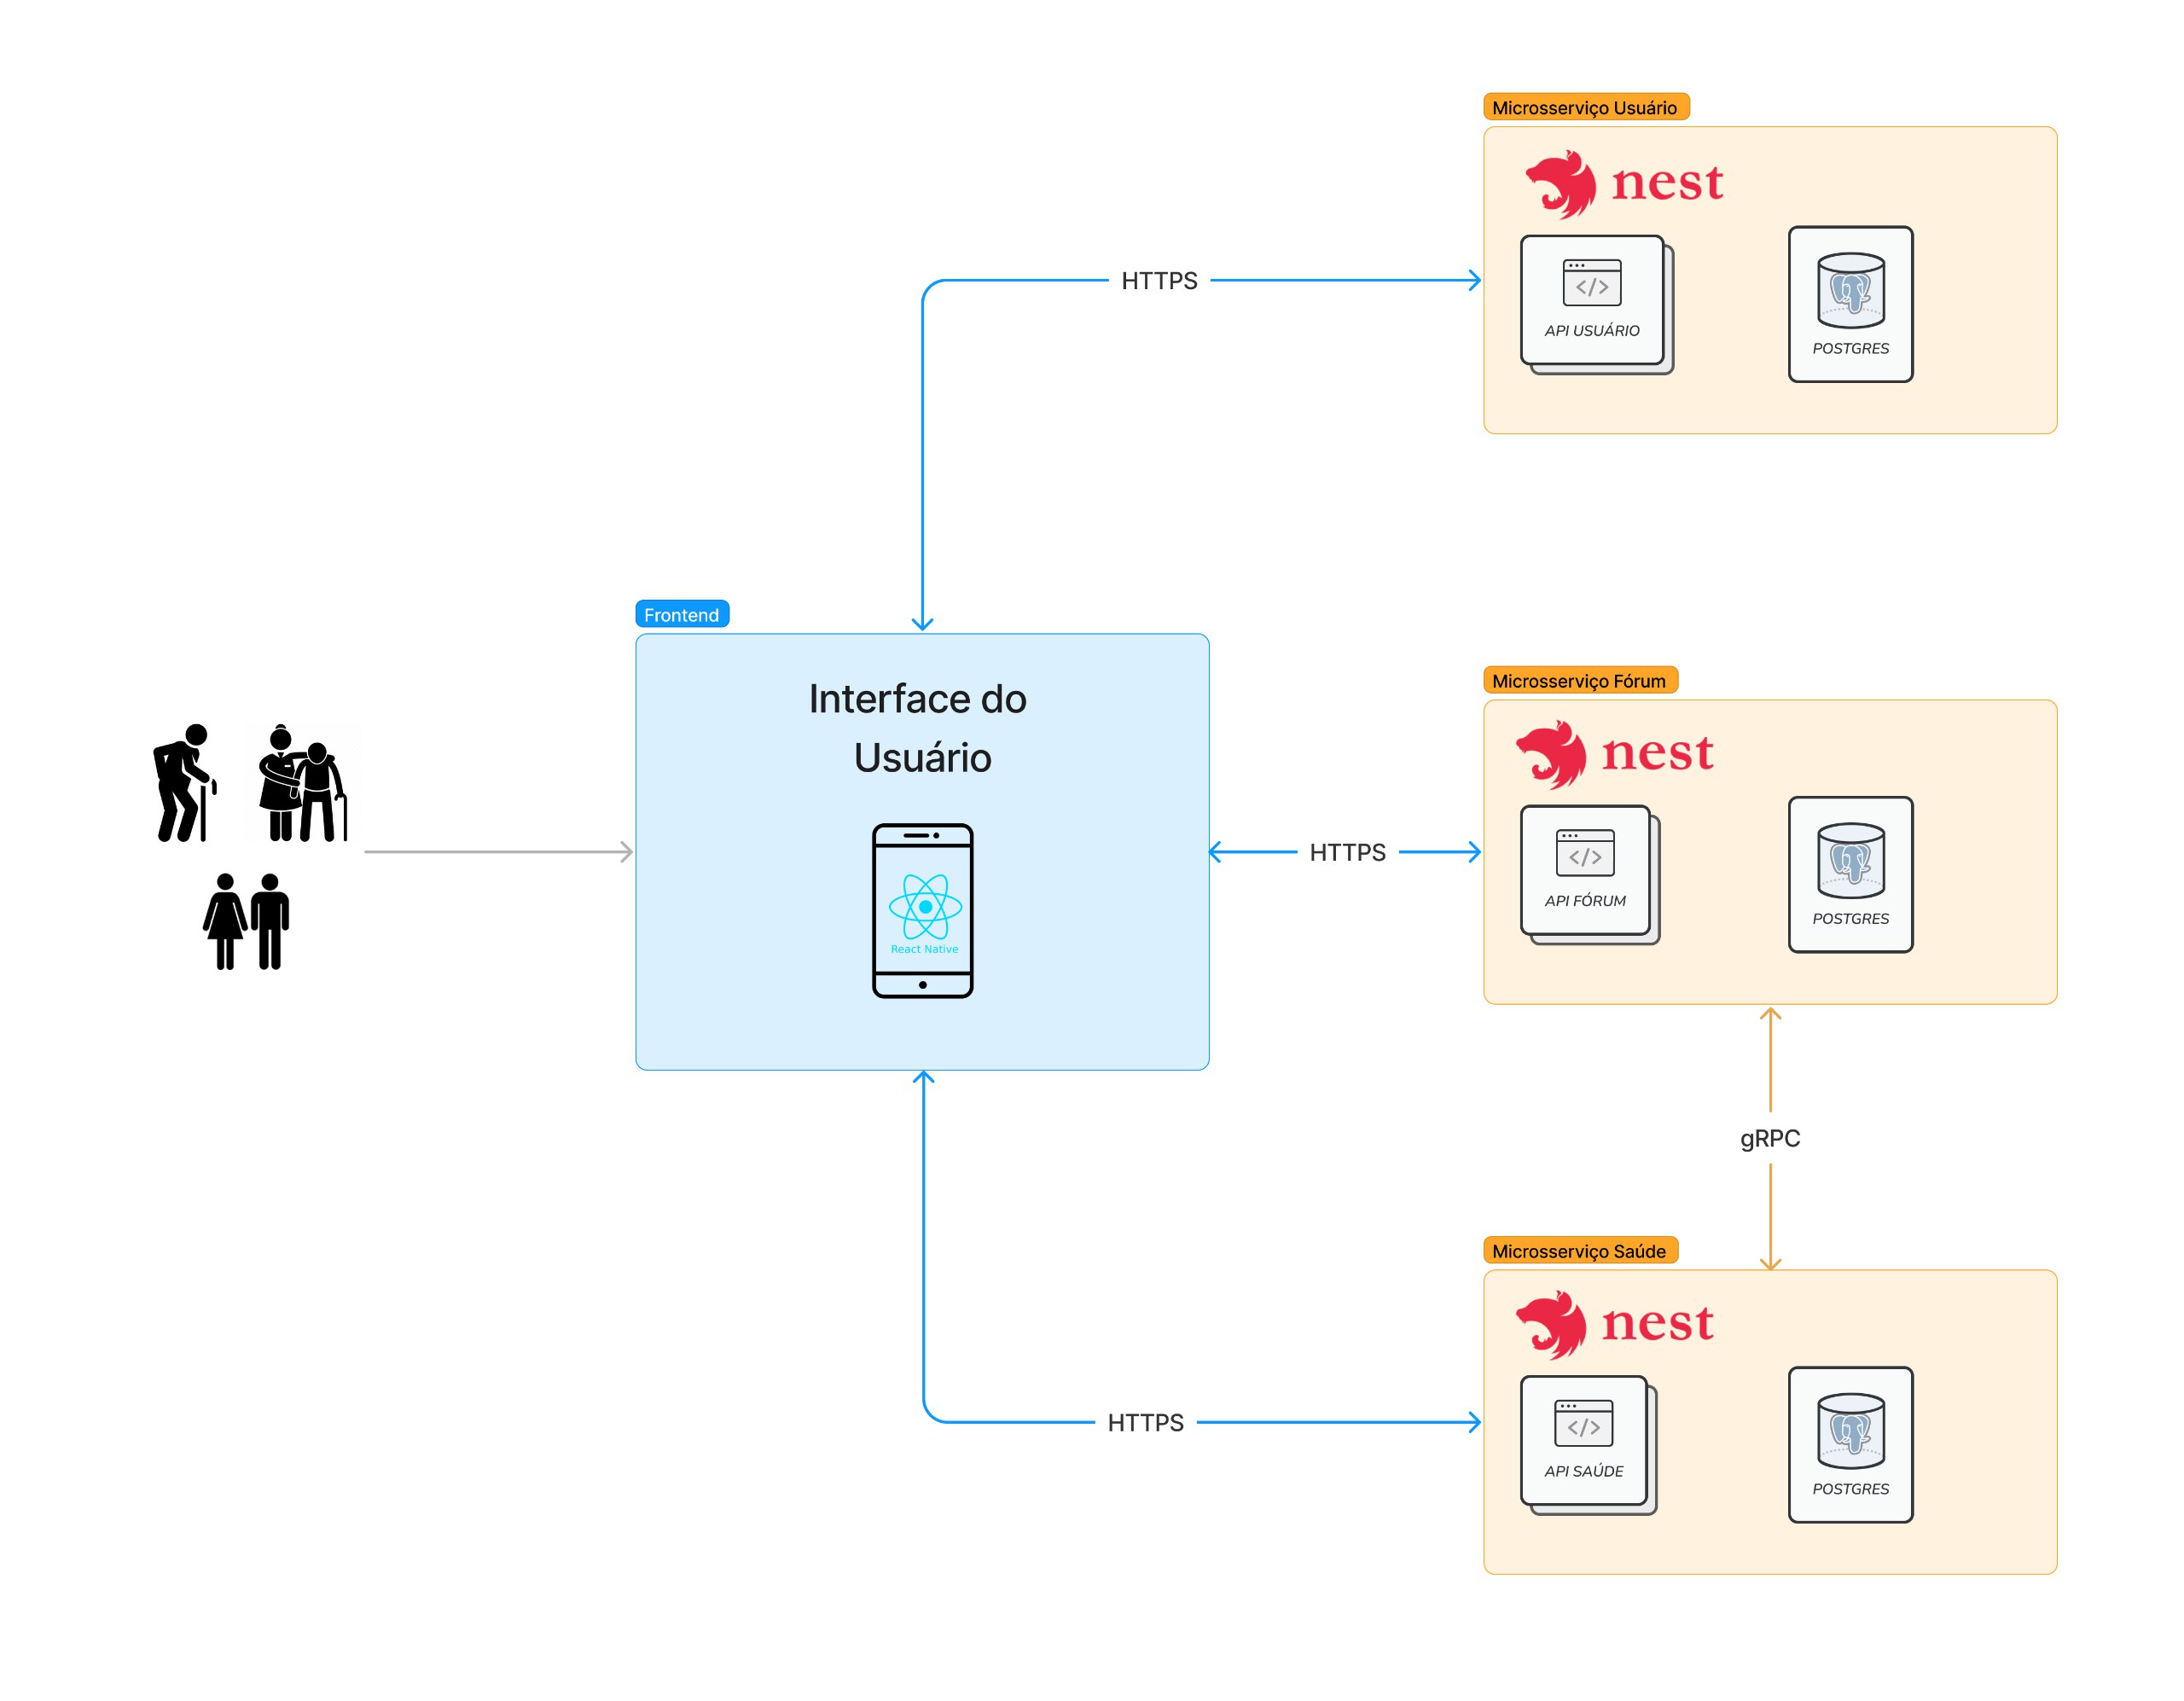 Microsserviço Usuário
nest
API USUÁRIO
POSTGRES
HTTPS
Frontend
Interface do
Usuário
React Native
HTTPS
Microsserviço Fórum
nest
API FÓRUM
POSTGRES
gRPC
Microsserviço Saúde
nest
API SAÚDE
POSTGRES
HTTPS